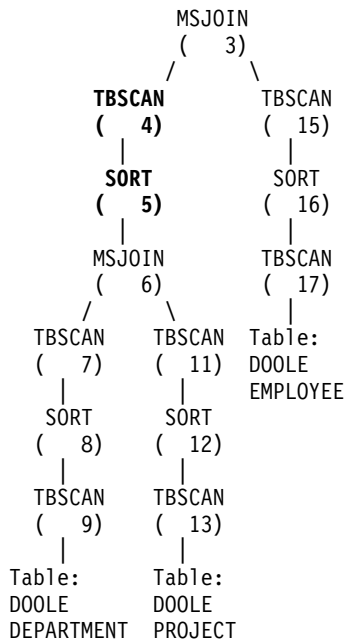 MSJOIN
( 3)
/ \
TBSCAN TBSCAN
( 4) ( 15)
| |
SORT SORT
( 5) ( 16)
| |
MSJOIN TBSCAN
( 6) ( 17)
/ \ |
TBSCAN TBSCAN Table:
( 7) ( 11) DOOLE
| | EMPLOYEE
SORT SORT
( 8) ( 12)
| |
TBSCAN TBSCAN
( 9) ( 13)
| |
Table: Table:
DOOLE DOOLE
DEPARTMENT PROJECT